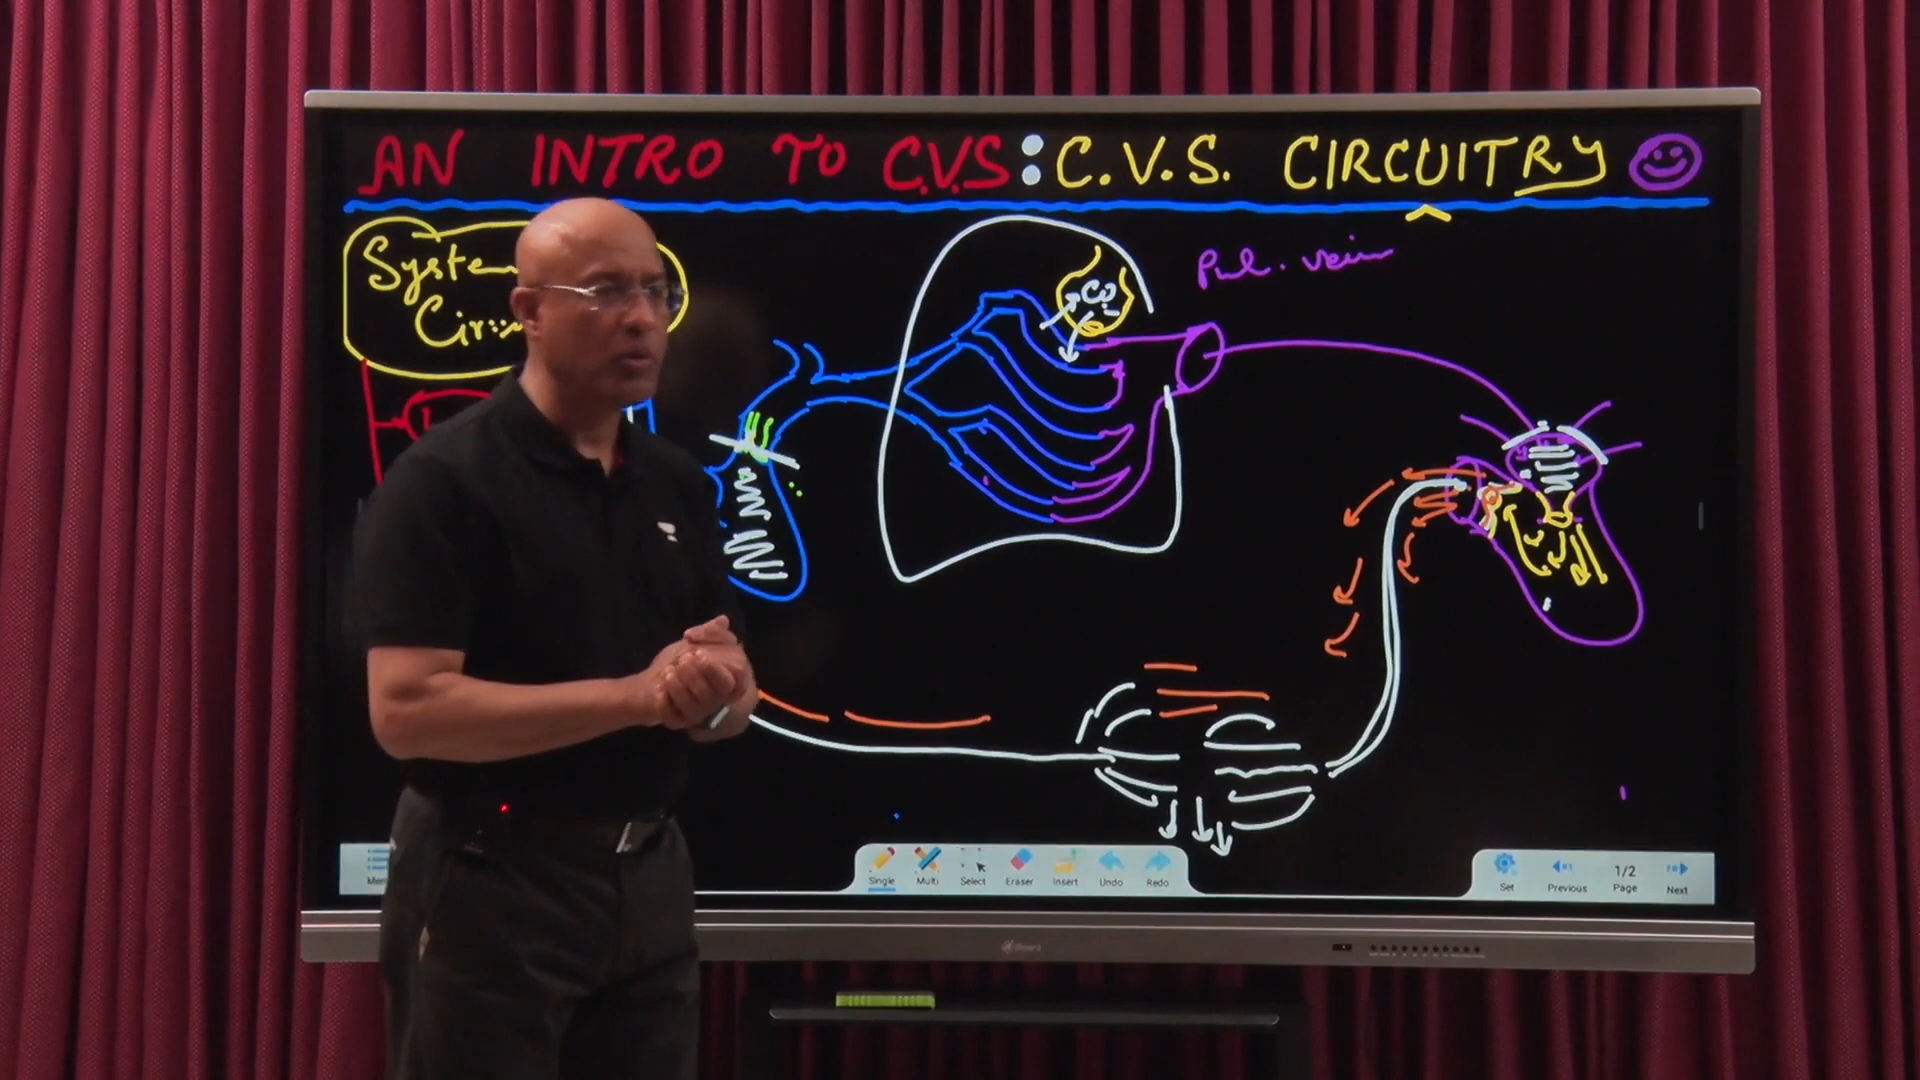 AN INTRO TO C.V.S : C.V.S. CIRCUITRY
Pul. vein
Single
Multi
Select
Eraser
Insert
Undo
Redo
Set
Previous
1/2
Page
Next